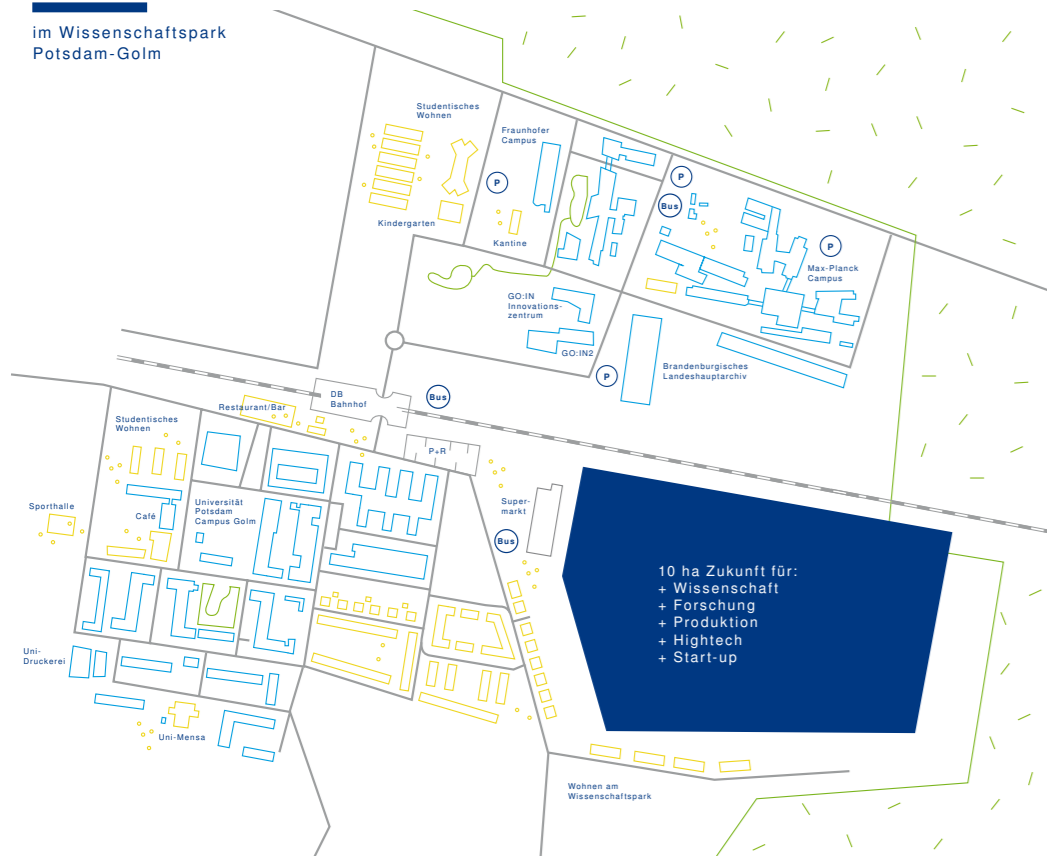 im Wissenschaftspark
Potsdam-Golm
Studentisches
Wohnen
Fraunhofer
Campus
P
P
Bus
Kindergarten
Kantine
P
Max-Planck
Campus
GO:IN
Innovations-
zentrum
GO:IN2
Brandenburgisches
Landeshauptarchiv
P
DB
Bahnhof
Bus
Restaurant/Bar
Studentisches
Wohnen
P+R
Sporthalle
Café
Universität
Potsdam
Campus Golm
Super-
markt
Bus
10 ha Zukunft für:
+ Wissenschaft
+ Forschung
+ Produktion
+ Hightech
+ Start-up
Uni-
Druckerei
Uni-Mensa
Wohnen am
Wissenschaftspark